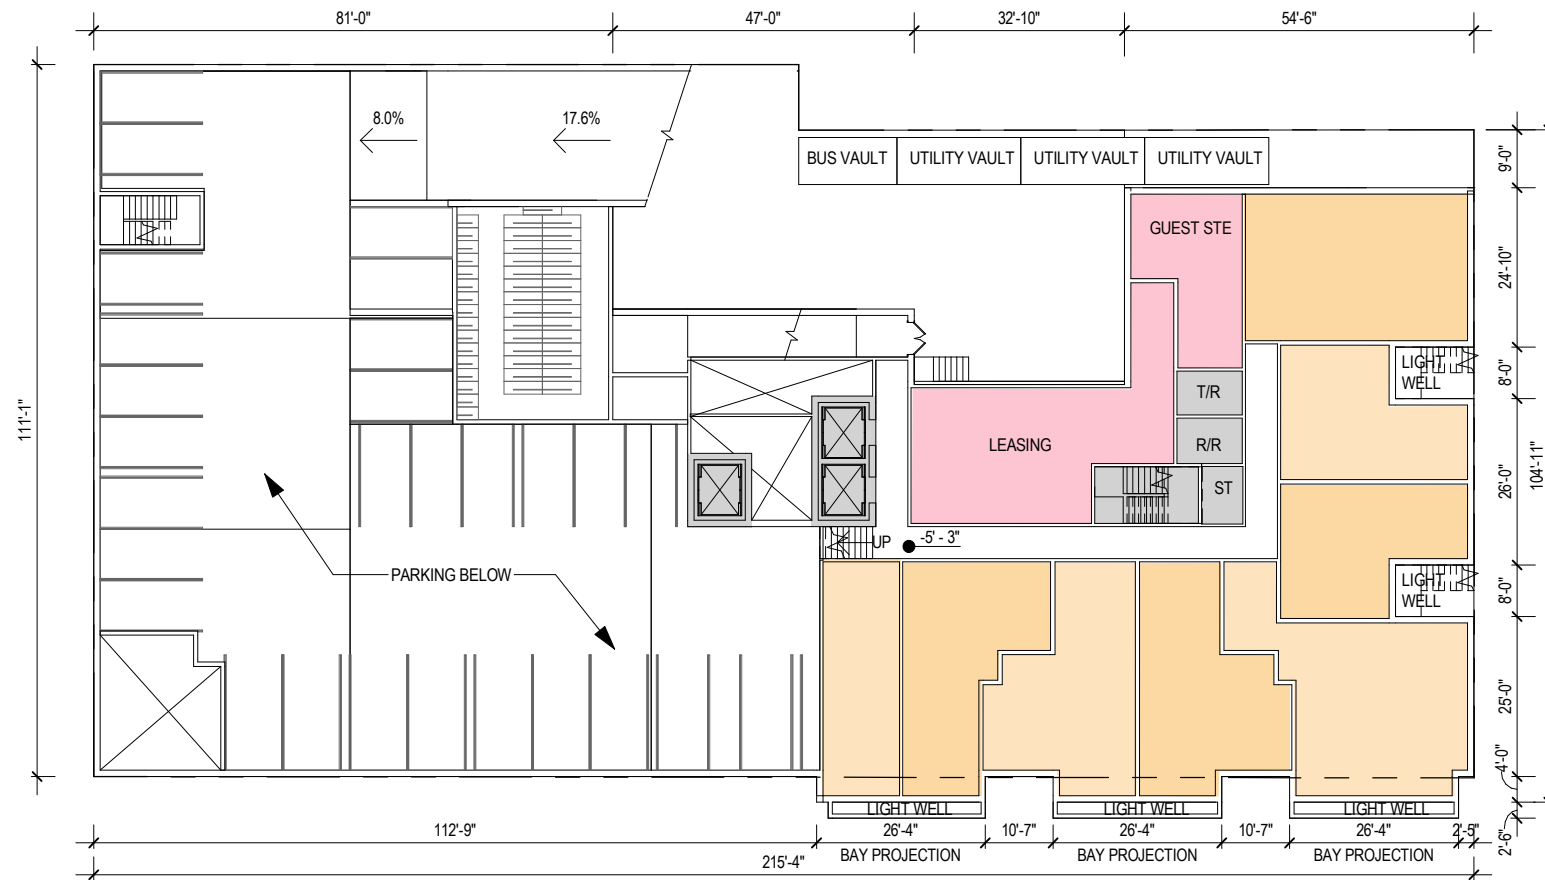 81'-0"
47'-0"
32'-10"
54'-6"
111'-1"
8.0%
17.6%
BUS VAULT
UTILITY VAULT
UTILITY VAULT
UTILITY VAULT
9'-0"
GUEST STE
24'-10"
LIGHT
WELL
8'-0"
T/R
LEASING
R/R
26'-0"
104'-11"
ST
UP
-5' - 3"
PARKING BELOW
LIGHT
WELL
8'-0"
25'-0"
4'-0"
LIGHT WELL
LIGHT WELL
LIGHT WELL
112'-9"
26'-4"
10'-7"
26'-4"
10'-7"
26'-4"
2'-5"
2'-6"
BAY PROJECTION
BAY PROJECTION
BAY PROJECTION
215'-4"